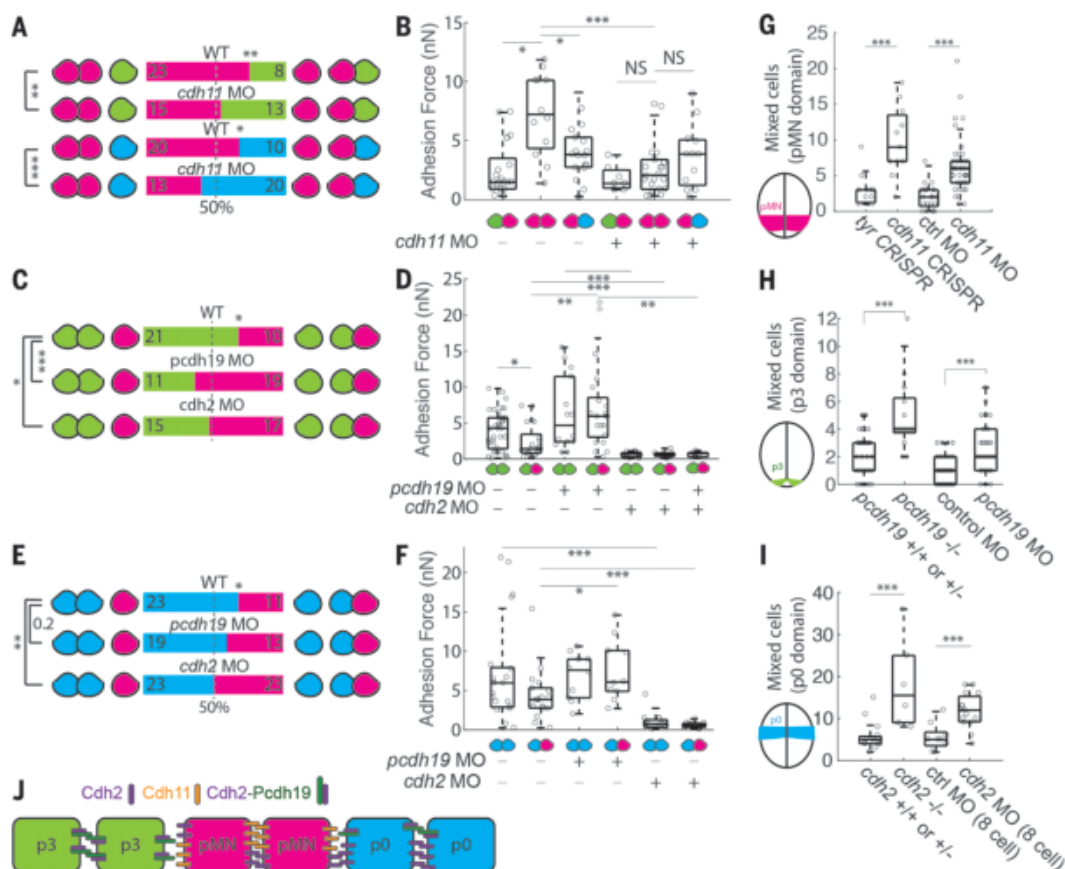 A
WT **
23 8
**
cdh11 MO
15 13
WT *
10
***
cdh11 MO
13 20
50%
B
Adhesion Force (nN)
15
10
5
0
* * ***
NS NS
cdh11 MO − − − + + +
C
WT *
21 10
***
*
pcdh19 MO
11
cdh2 MO
15
D
Adhesion Force (nN)
25
20
15
10
5
0
***
***
** **
*
pcdh19 MO − − + + − − +
cdh2 MO − − − − + + +
E
WT *
23 11
0.2
**
pcdh19 MO
19
cdh2 MO
23 23
50%
F
Adhesion Force (nN)
25
20
15
10
5
0
***
***
*
pcdh19 MO − − + + − −
cdh2 MO − − − − + +
G
Mixed cells
(pMN domain)
25
20
15
10
5
0
*** ***
pMN
tyr CRISPR
cdh11 CRISPR
ctrl MO
cdh11 MO
H
Mixed cells
(p3 domain)
12
10
8
6
4
2
0
*** ***
p3
pcdh19 +/+ or +/-
pcdh19 -/-
control MO
pcdh19 MO
I
Mixed cells
(p0 domain)
40
30
20
10
0
*** ***
p0
cdh2 +/+ or +/-
cdh2 -/-
ctrl MO (8 cell)
cdh2 MO (8 cell)
J
Cdh2 Cdh11 Cdh2-Pcdh19
p3 p3 pMN pMN p0 p0